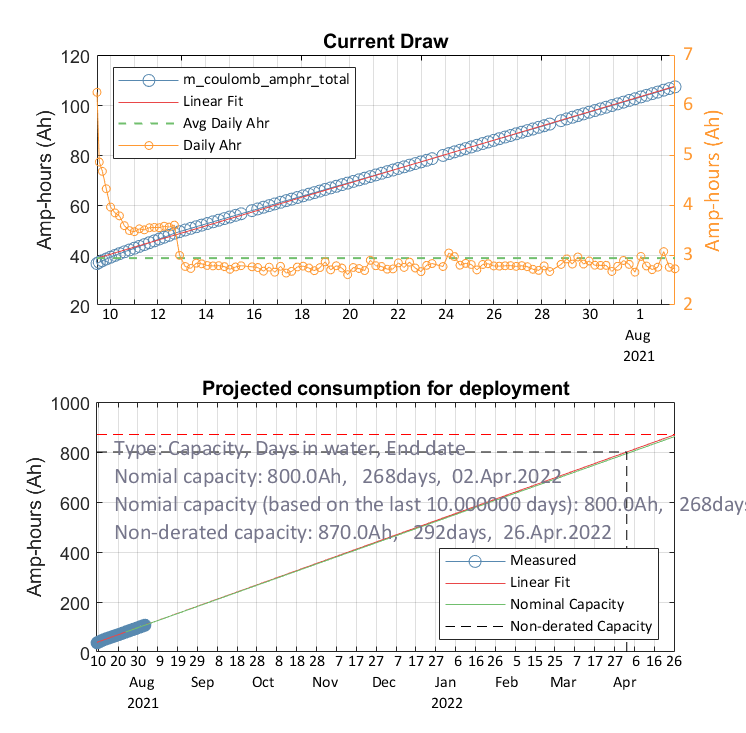 Current Draw
120
100
80
60
40
20
Amp-hours (Ah)
7
6
5
4
3
2
Amp-hours (Ah)
m_coulomb_amphr_total
Linear Fit
Avg Daily Ahr
Daily Ahr
10 12 14 16 18 20 22 24 26 28 30 1
Aug
2021
Projected consumption for deployment
1000
800
600
400
200
0
Amp-hours (Ah)
Type: Capacity, Days in water, End date
Nomial capacity: 800.0Ah, 268days, 02.Apr.2022
Nomial capacity (based on the last 10.000000 days): 800.0Ah, 268days
Non-derated capacity: 870.0Ah, 292days, 26.Apr.2022
Measured
Linear Fit
Nominal Capacity
Non-derated Capacity
10 20 30 9 19 29 8 18 28 8 18 28 7 17 27 7 17 27 6 16 26 5 15 25 7 17 27 6 16 26
Aug Sep Oct Nov Dec Jan Feb Mar Apr
2021 2022